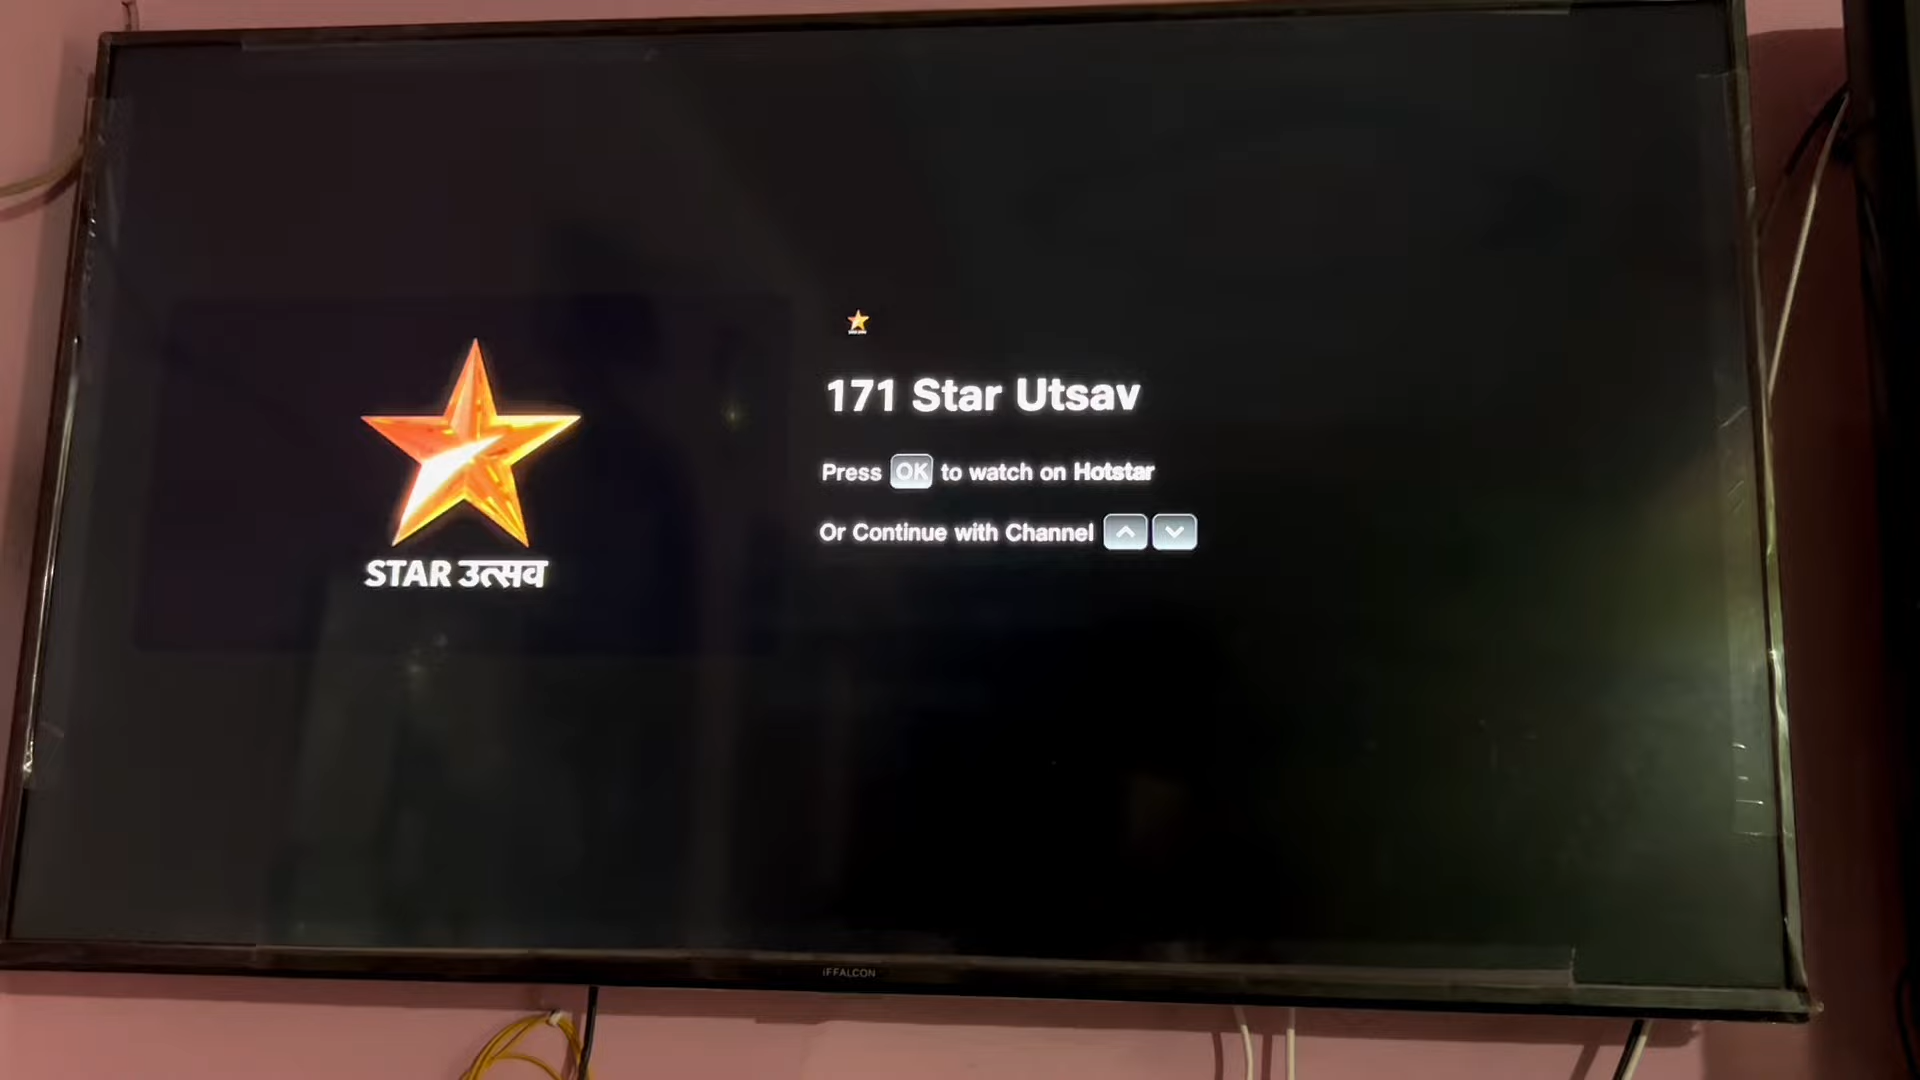 171 Star Utsav
Press OK to watch on Hotstar
Or Continue with Channel
STAR उत्सव
iFFALCON